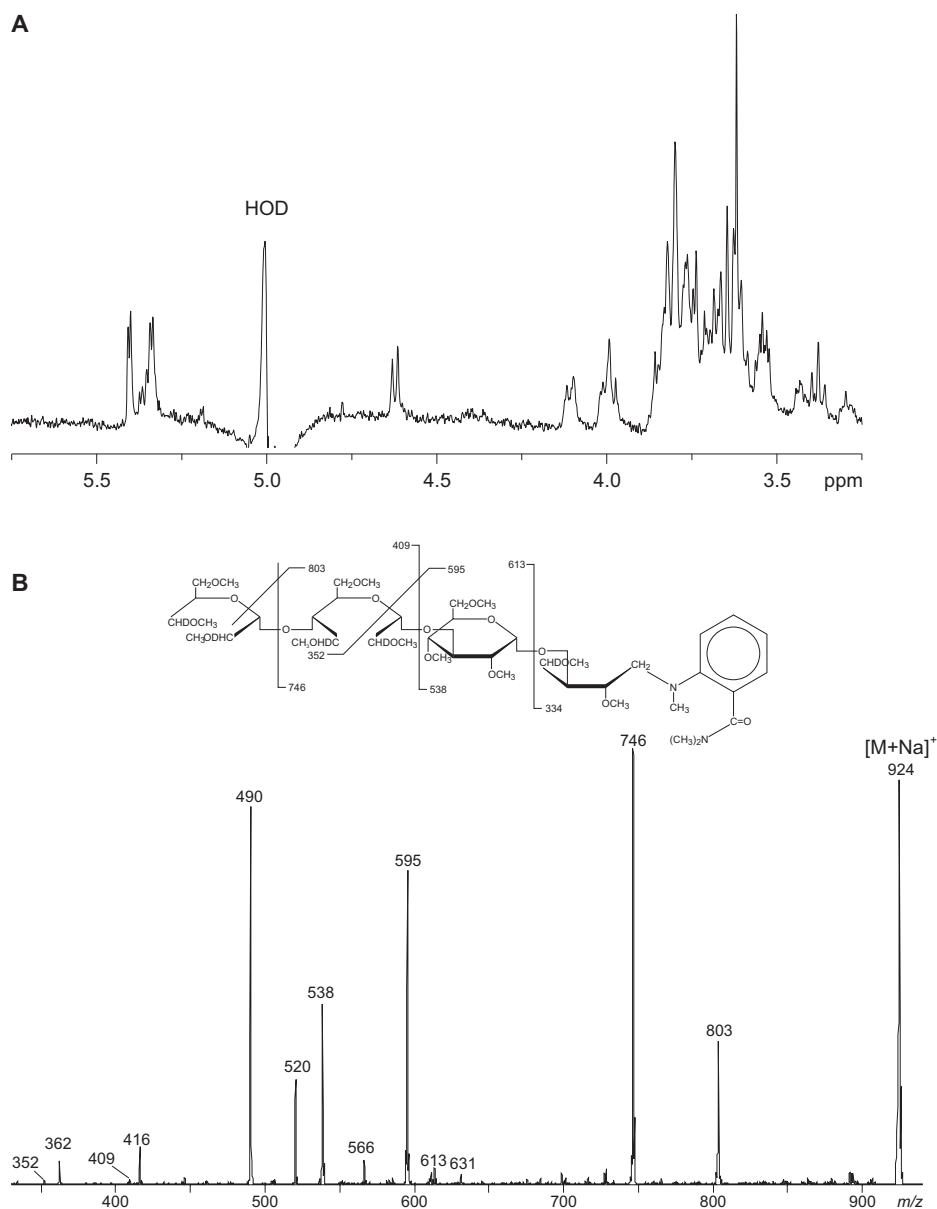 A
HOD
5.5
5.0
4.5
4.0
3.5
ppm
B
409
803
595
613
CH₂OCH₃
CH₂OCH₃
CH₂OCH₃
O
O
O
CHDOCH₃
CH₃OHDC
O
CH₃OHDC
CHDOCH₃
O
OCH₃
OCH₃
O
CHDOCH₃
OCH₃
CH₂
N
CH₃
C=O
(CH₃)₂N
352
746
538
334
[M+Na]⁺
746
924
490
595
538
803
520
566
416
362
409
352
613
631
400
500
600
700
800
900
m/z